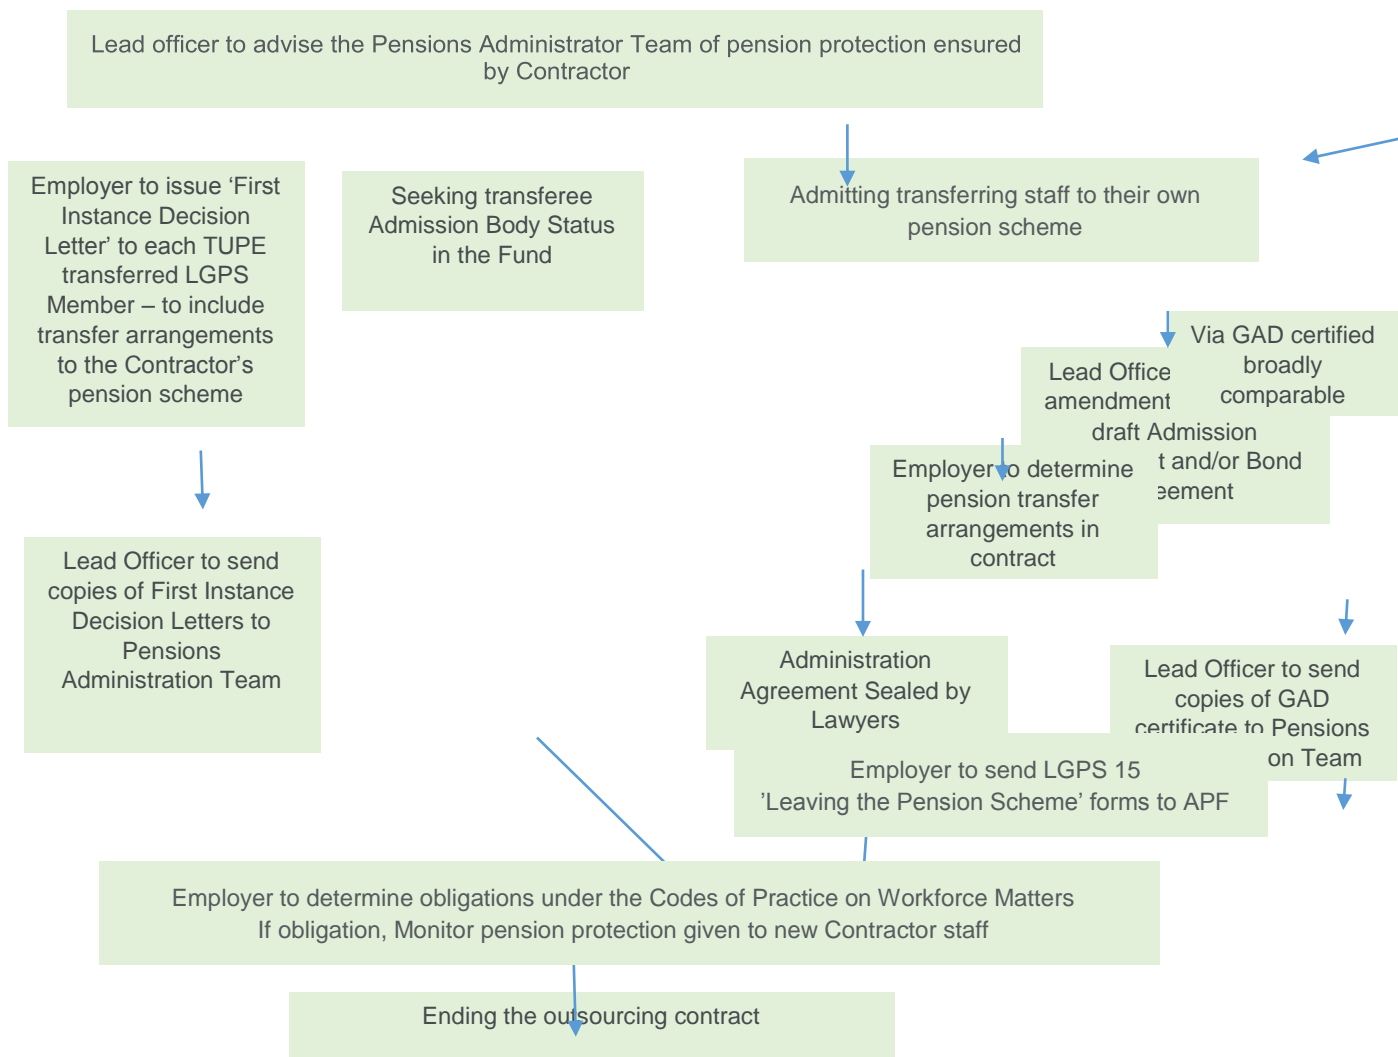 Lead officer to advise the Pensions Administrator Team of pension protection ensured
by Contractor
Employer to issue ‘First
Instance Decision
Letter’ to each TUPE
transferred LGPS
Member – to include
transfer arrangements
to the Contractor’s
pension scheme
Seeking transferee
Admission Body Status
in the Fund
Admitting transferring staff to their own
pension scheme
Via GAD certified
broadly
comparable
Lead Office
amendment
draft Admission
t and/or Bond
eement
Employer to determine
pension transfer
arrangements in
contract
Lead Officer to send
copies of First Instance
Decision Letters to
Pensions
Administration Team
Administration
Agreement Sealed by
Lawyers
Lead Officer to send
copies of GAD
certificate to Pensions
on Team
Employer to send LGPS 15
’Leaving the Pension Scheme’ forms to APF
Employer to determine obligations under the Codes of Practice on Workforce Matters
If obligation, Monitor pension protection given to new Contractor staff
Ending the outsourcing contract